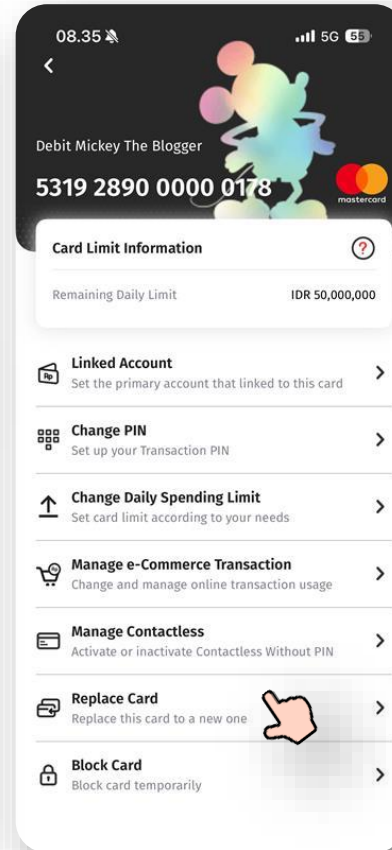 08.35
5G 55
Debit Mickey The Blogger
5319 2890 0000 0178
mastercard
Card Limit Information
?
Remaining Daily Limit IDR 50,000,000
Linked Account
Rp
Set the primary account that linked to this card
Change PIN
Set up your Transaction PIN
Change Daily Spending Limit
Set card limit according to your needs
Manage e-Commerce Transaction
Change and manage online transaction usage
Manage Contactless
Activate or inactivate Contactless Without PIN
Replace Card
Replace this card to a new one
Block Card
Block card temporarily